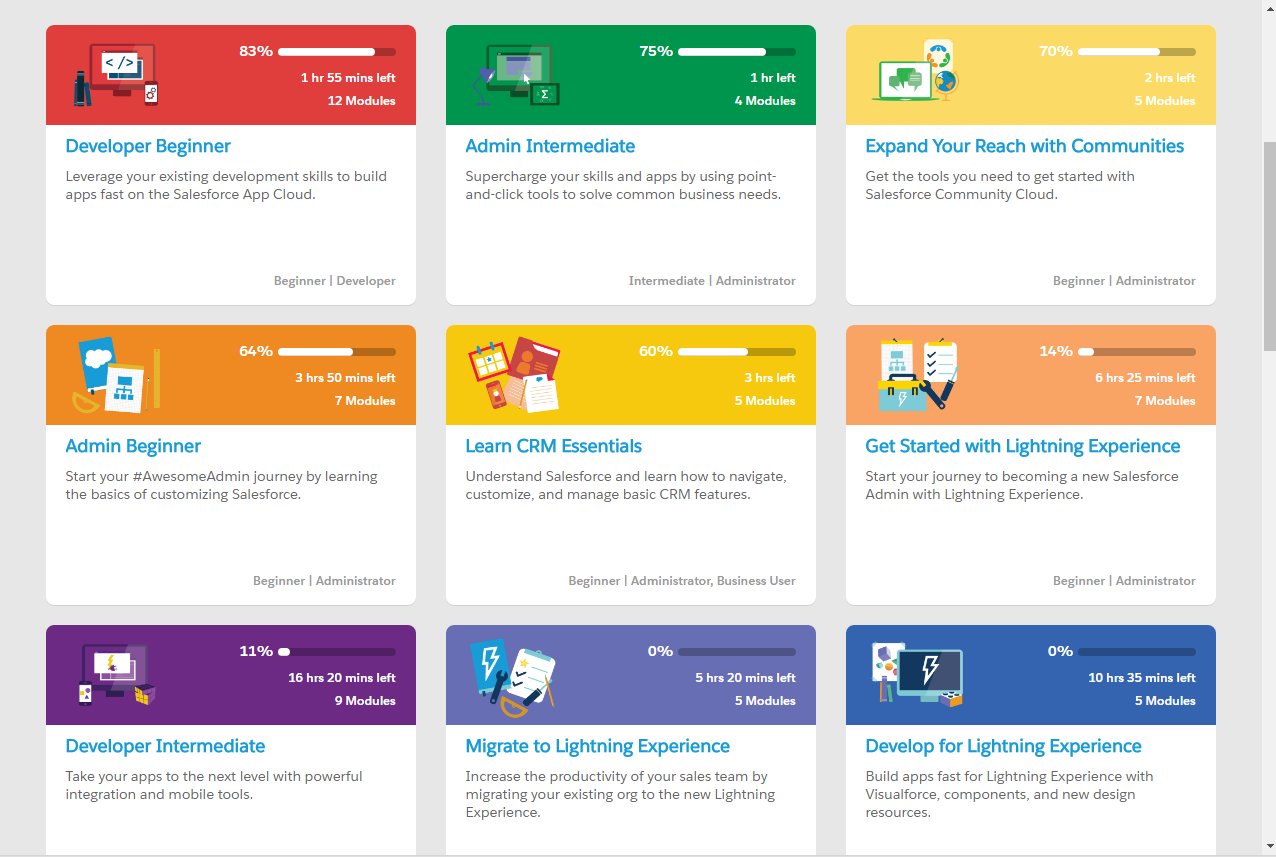 83%
1 hr 55 mins left
12 Modules
Developer Beginner
Leverage your existing development skills to build
apps fast on the Salesforce App Cloud.
Beginner | Developer
75%
1 hr left
4 Modules
Admin Intermediate
Supercharge your skills and apps by using point-
and-click tools to solve common business needs.
Intermediate | Administrator
70%
2 hrs left
5 Modules
Expand Your Reach with Communities
Get the tools you need to get started with
Salesforce Community Cloud.
Beginner | Administrator
64%
3 hrs 50 mins left
7 Modules
Admin Beginner
Start your #AwesomeAdmin journey by learning
the basics of customizing Salesforce.
Beginner | Administrator
60%
3 hrs left
5 Modules
Learn CRM Essentials
Understand Salesforce and learn how to navigate,
customize, and manage basic CRM features.
Beginner | Administrator, Business User
14%
6 hrs 25 mins left
7 Modules
Get Started with Lightning Experience
Start your journey to becoming a new Salesforce
Admin with Lightning Experience.
Beginner | Administrator
11%
16 hrs 20 mins left
9 Modules
Developer Intermediate
Take your apps to the next level with powerful
integration and mobile tools.
0%
5 hrs 20 mins left
5 Modules
Migrate to Lightning Experience
Increase the productivity of your sales team by
migrating your existing org to the new Lightning
Experience.
0%
10 hrs 35 mins left
5 Modules
Develop for Lightning Experience
Build apps fast for Lightning Experience with
Visualforce, components, and new design
resources.